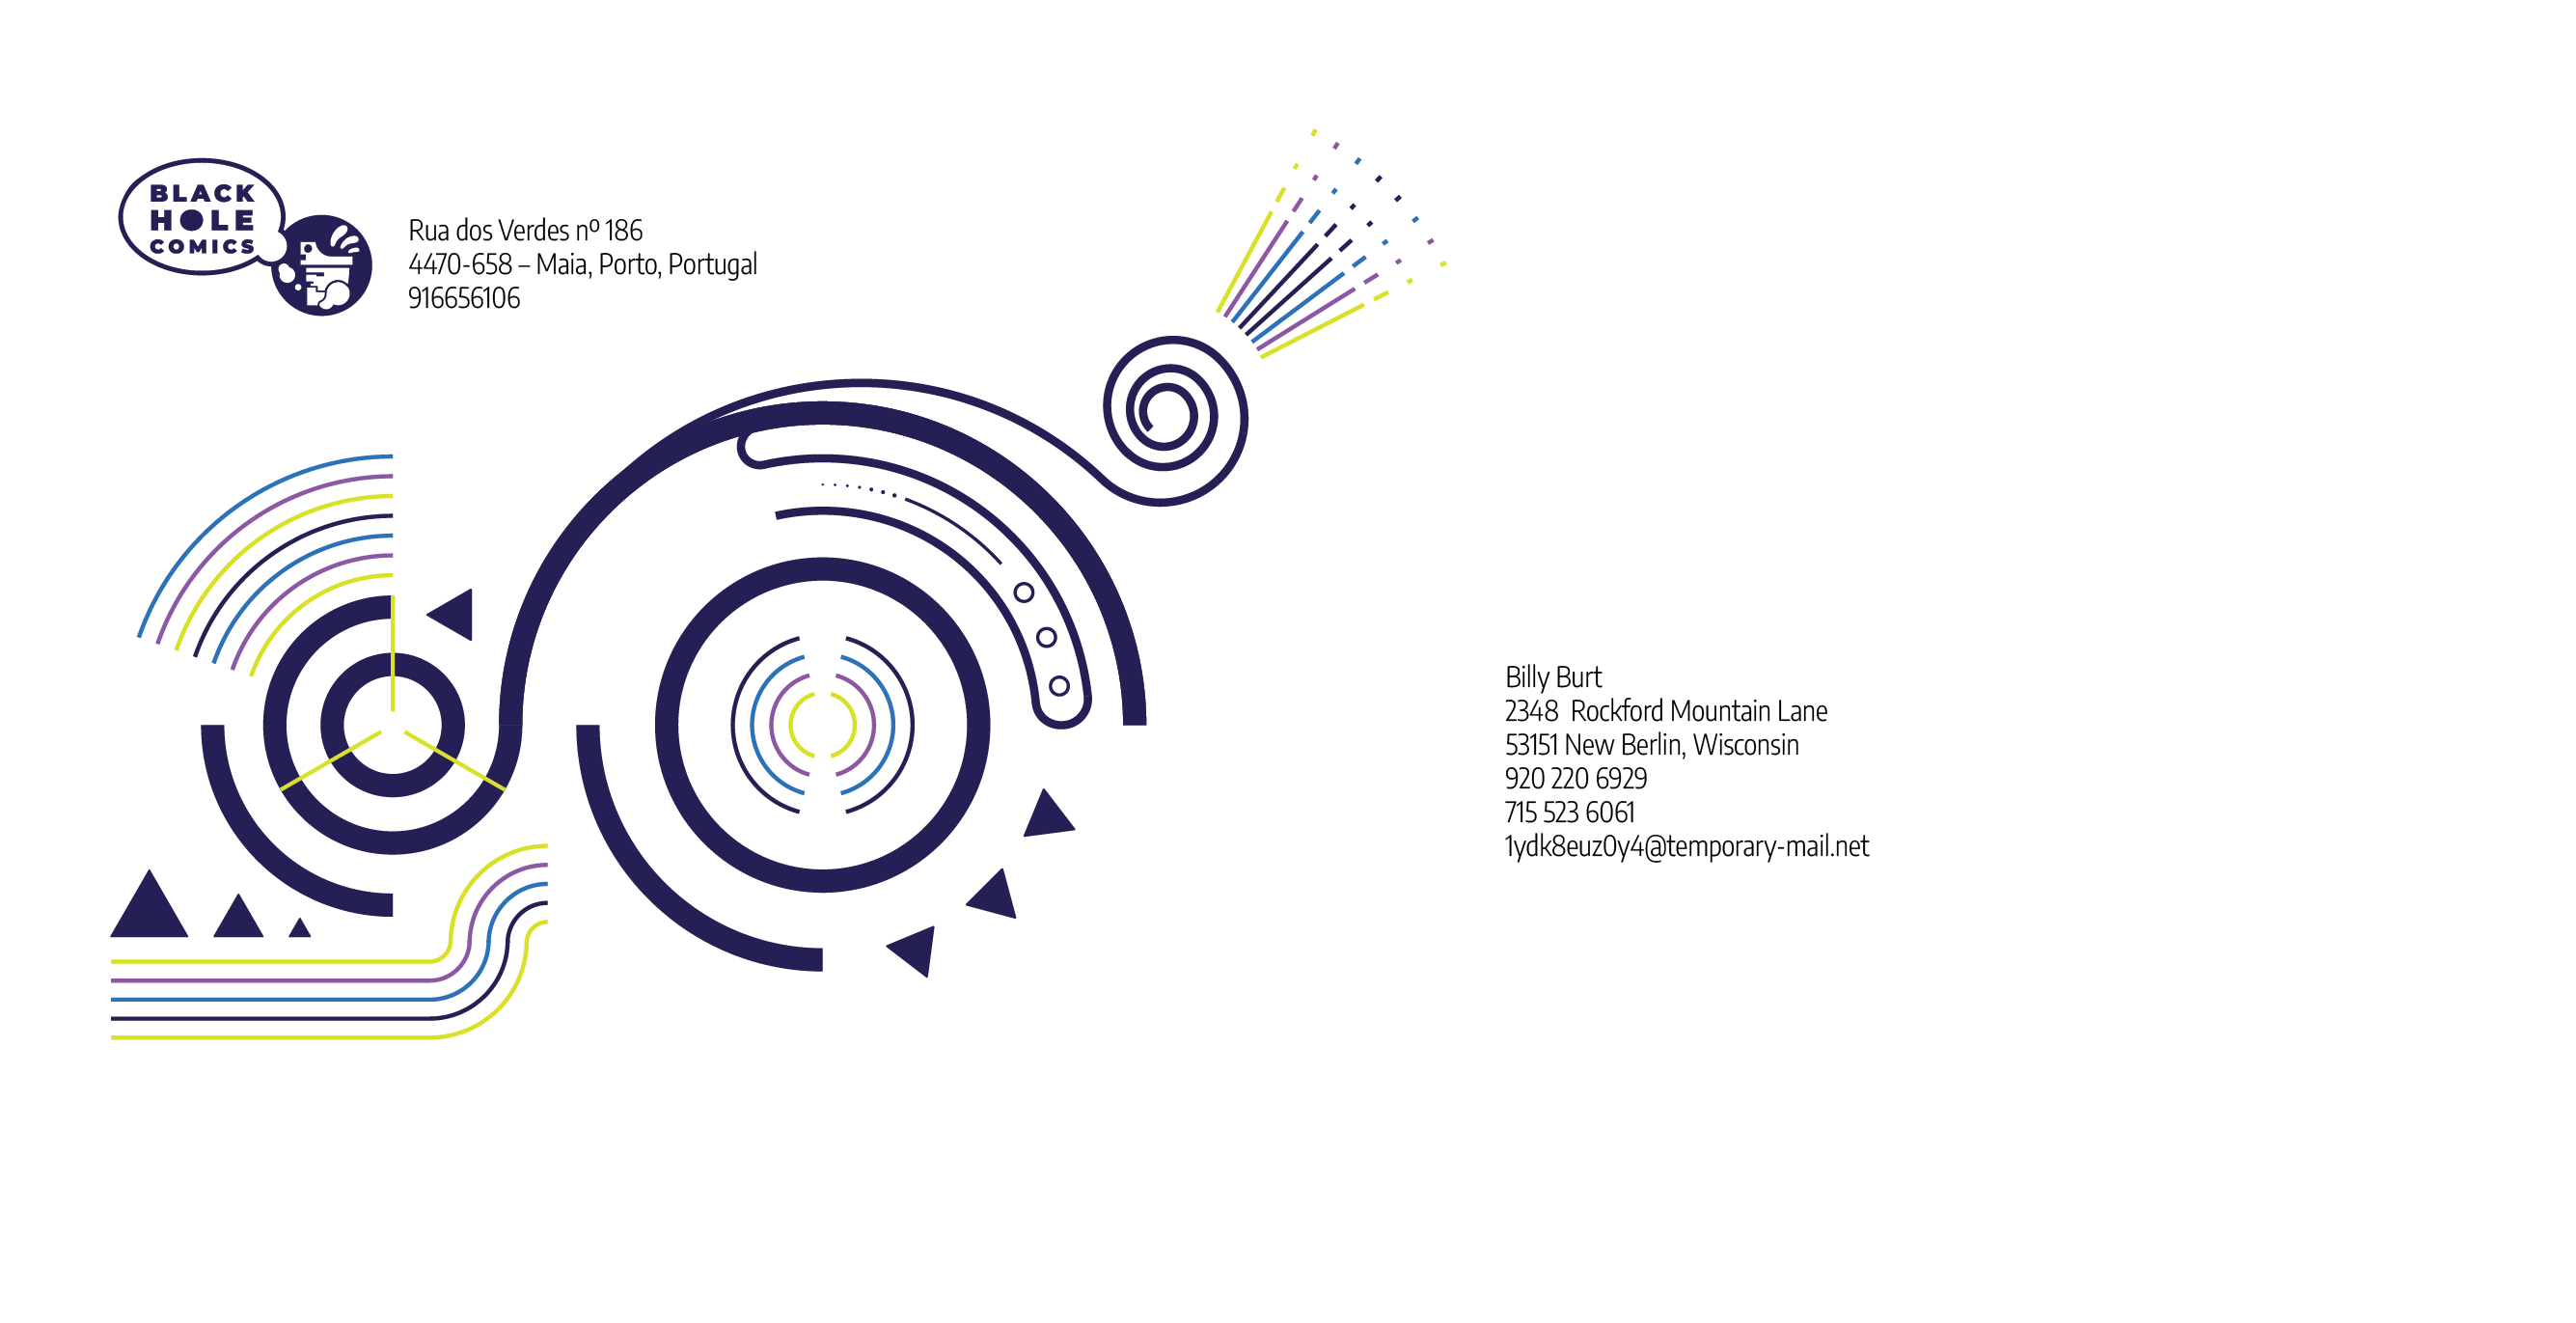 BLACK
HOLE
COMICS
Rua dos Verdes nº 186
4470-658 – Maia, Porto, Portugal
916656106
Billy Burt
2348  Rockford Mountain Lane
53151 New Berlin, Wisconsin
920 220 6929
715 523 6061
1ydk8euz0y4@temporary-mail.net